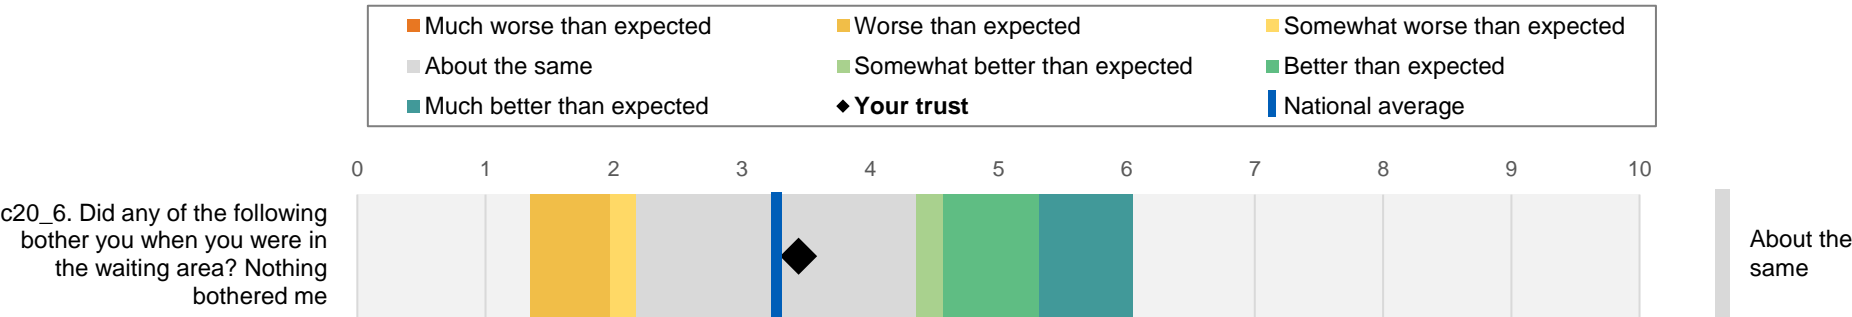 Much worse than expected
Worse than expected
Somewhat worse than expected
About the same
Somewhat better than expected
Better than expected
Much better than expected
Your trust
National average
0 1 2 3 4 5 6 7 8 9 10
c20_6. Did any of the following
bother you when you were in
the waiting area? Nothing
bothered me
About the
same